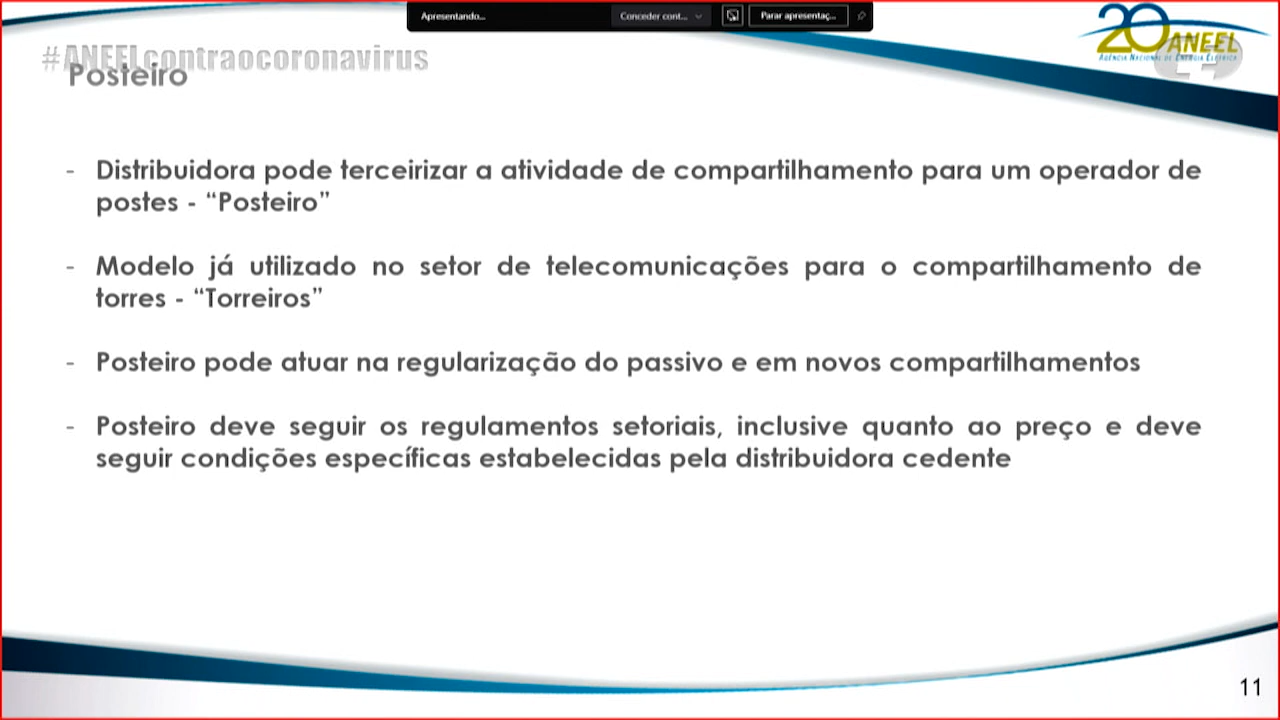 Apresentando...
Conceder cont...
Parar apresentaç...
20 ANEEL
AGÊNCIA NACIONAL DE ENERGIA ELÉTRICA
#ANEELcontraocoronavirus
Posteiro
- Distribuidora pode terceirizar a atividade de compartilhamento para um operador de
postes - “Posteiro”
- Modelo já utilizado no setor de telecomunicações para o compartilhamento de
torres - “Torreiros”
- Posteiro pode atuar na regularização do passivo e em novos compartilhamentos
- Posteiro deve seguir os regulamentos setoriais, inclusive quanto ao preço e deve
seguir condições específicas estabelecidas pela distribuidora cedente
11